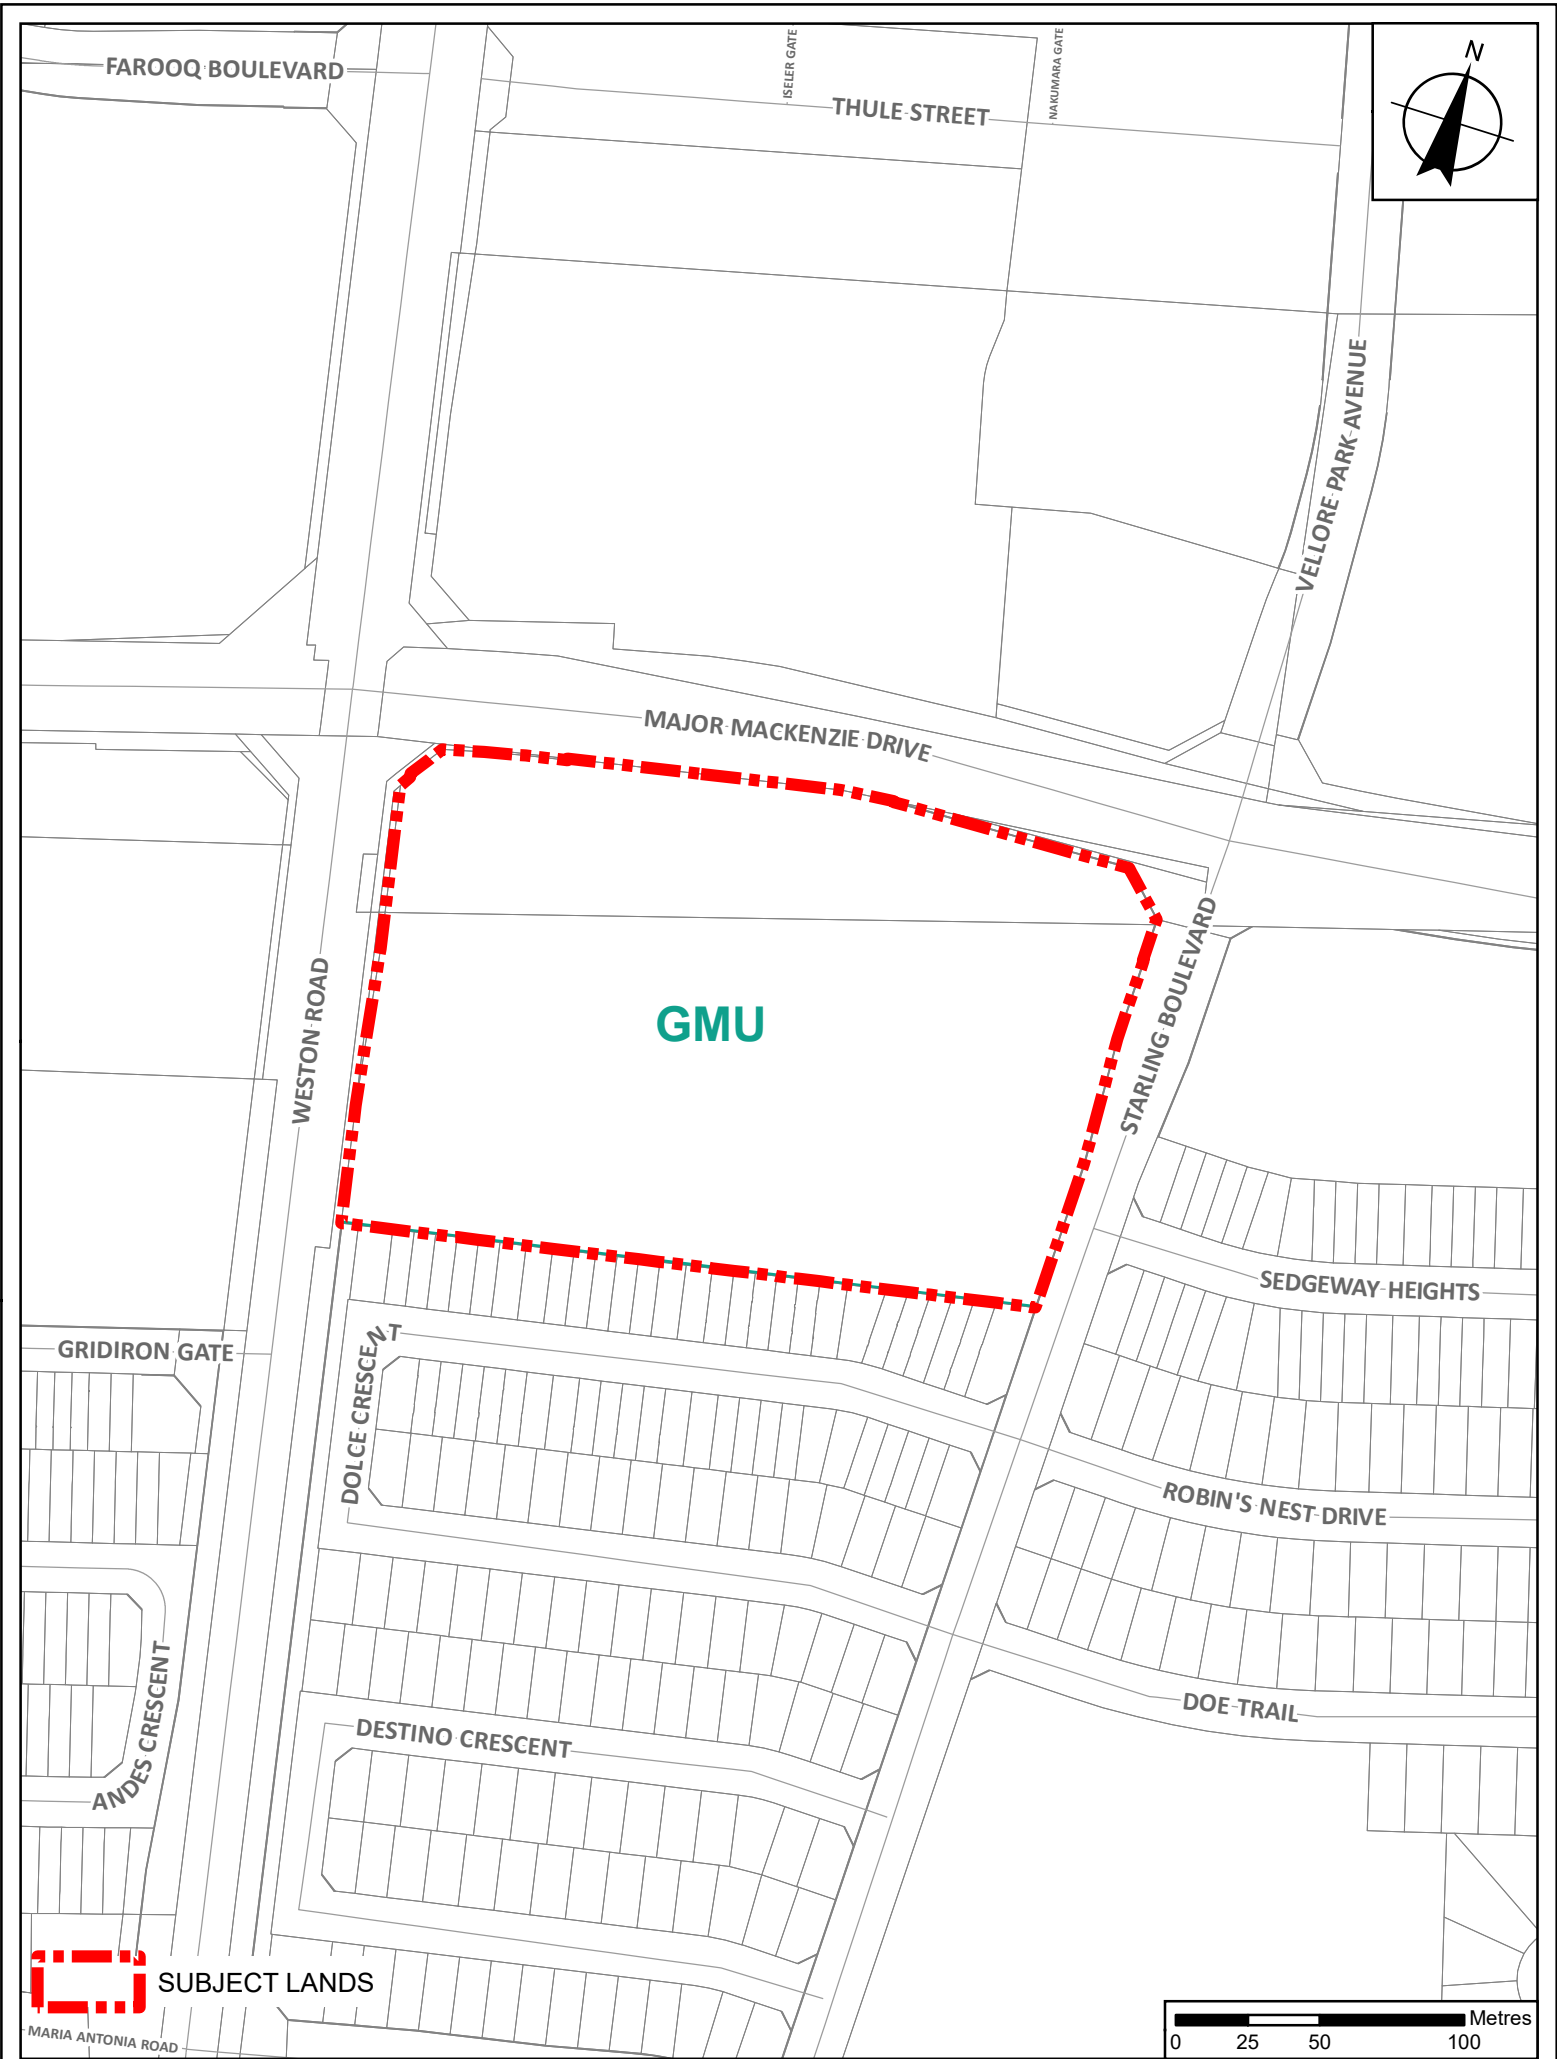 N
FAROOQ BOULEVARD
ISELER GATE
NAKUMARA GATE
THULE STREET
VELLORE PARK AVENUE
MAJOR MACKENZIE DRIVE
STARLING BOULEVARD
WESTON ROAD
GMU
SEDGEWAY HEIGHTS
GRIDIRON GATE
DOLCE CRESCENT
ROBIN'S NEST DRIVE
ANDES CRESCENT
DOE TRAIL
DESTINO CRESCENT
SUBJECT LANDS
MARIA ANTONIA ROAD
Metres
0 25 50 100